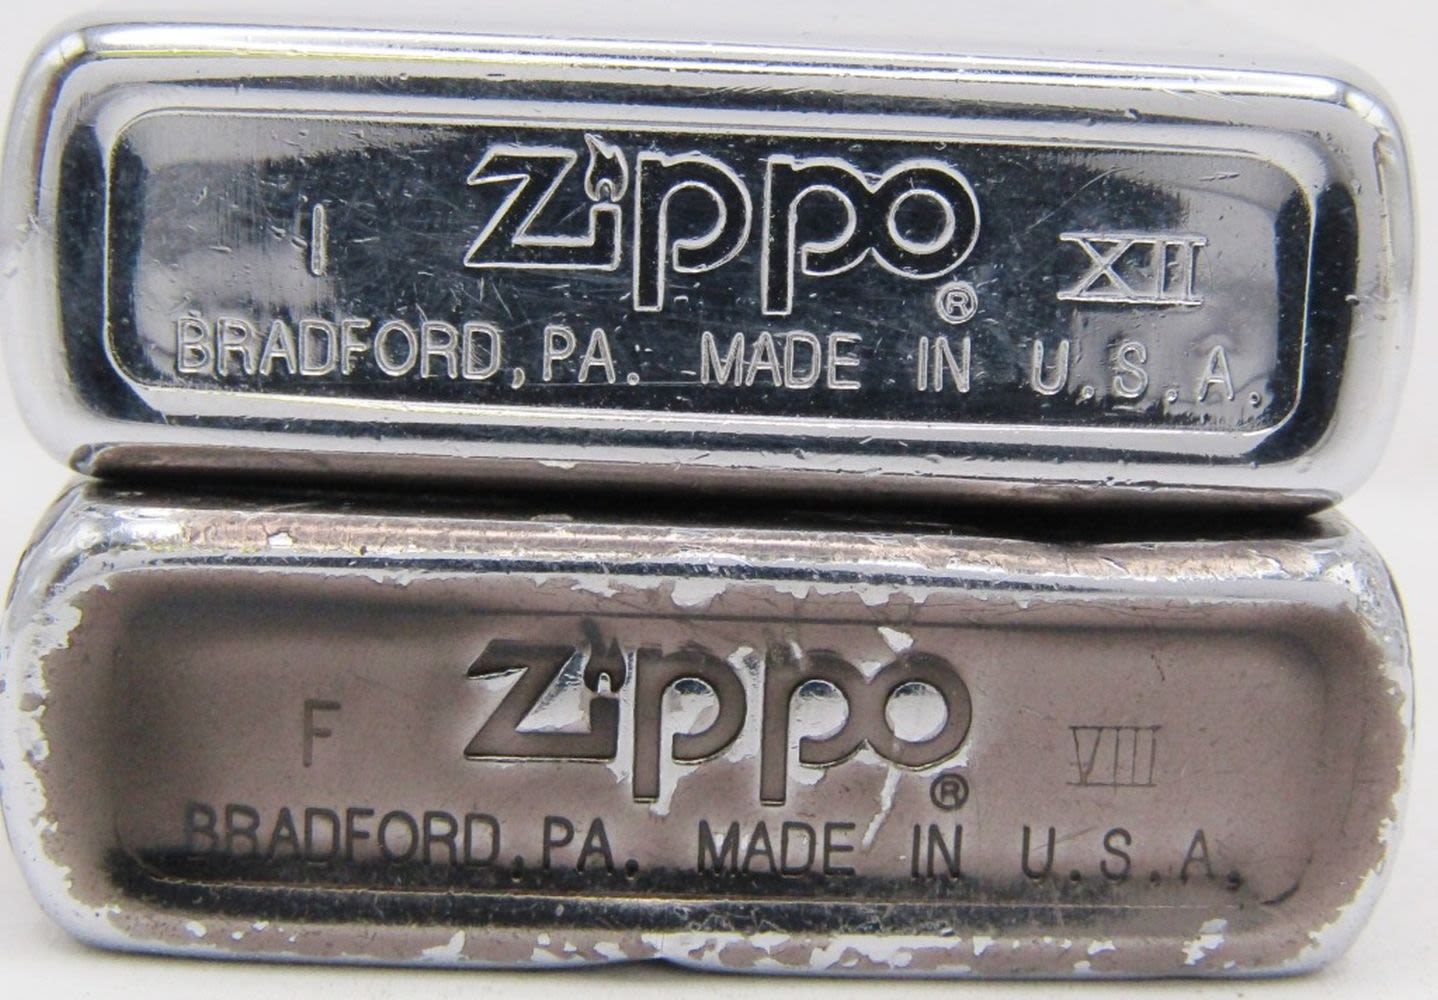 I Zippo ® XII
BRADFORD, PA. MADE IN U.S.A.
F Zippo ® VIII
BRADFORD, PA. MADE IN U.S.A.